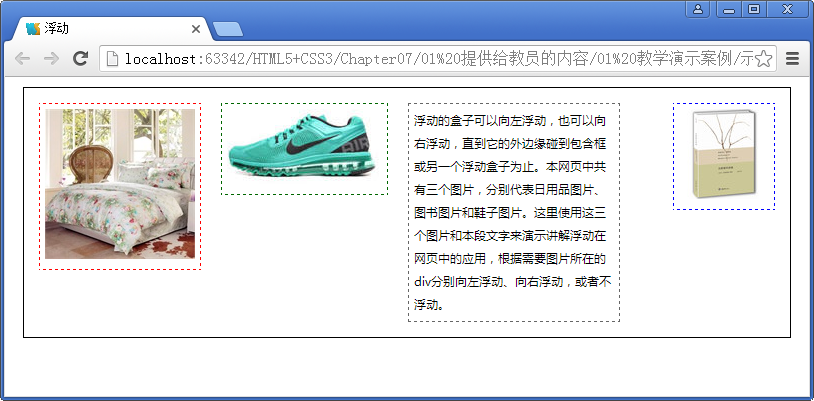 浮动
localhost:63342/HTML5+CSS3/Chapter07/01%20提供给教员的内容/01%20教学演示案例/示
浮动的盒子可以向左浮动，也可以向
右浮动，直到它的外边缘碰到包含框
或另一个浮动盒子为止。本网页中共
有三个图片，分别代表日用品图片、
图书图片和鞋子图片。这里使用这三
个图片和本段文字来演示讲解浮动在
网页中的应用，根据需要图片所在的
div分别向左浮动、向右浮动，或者不
浮动。